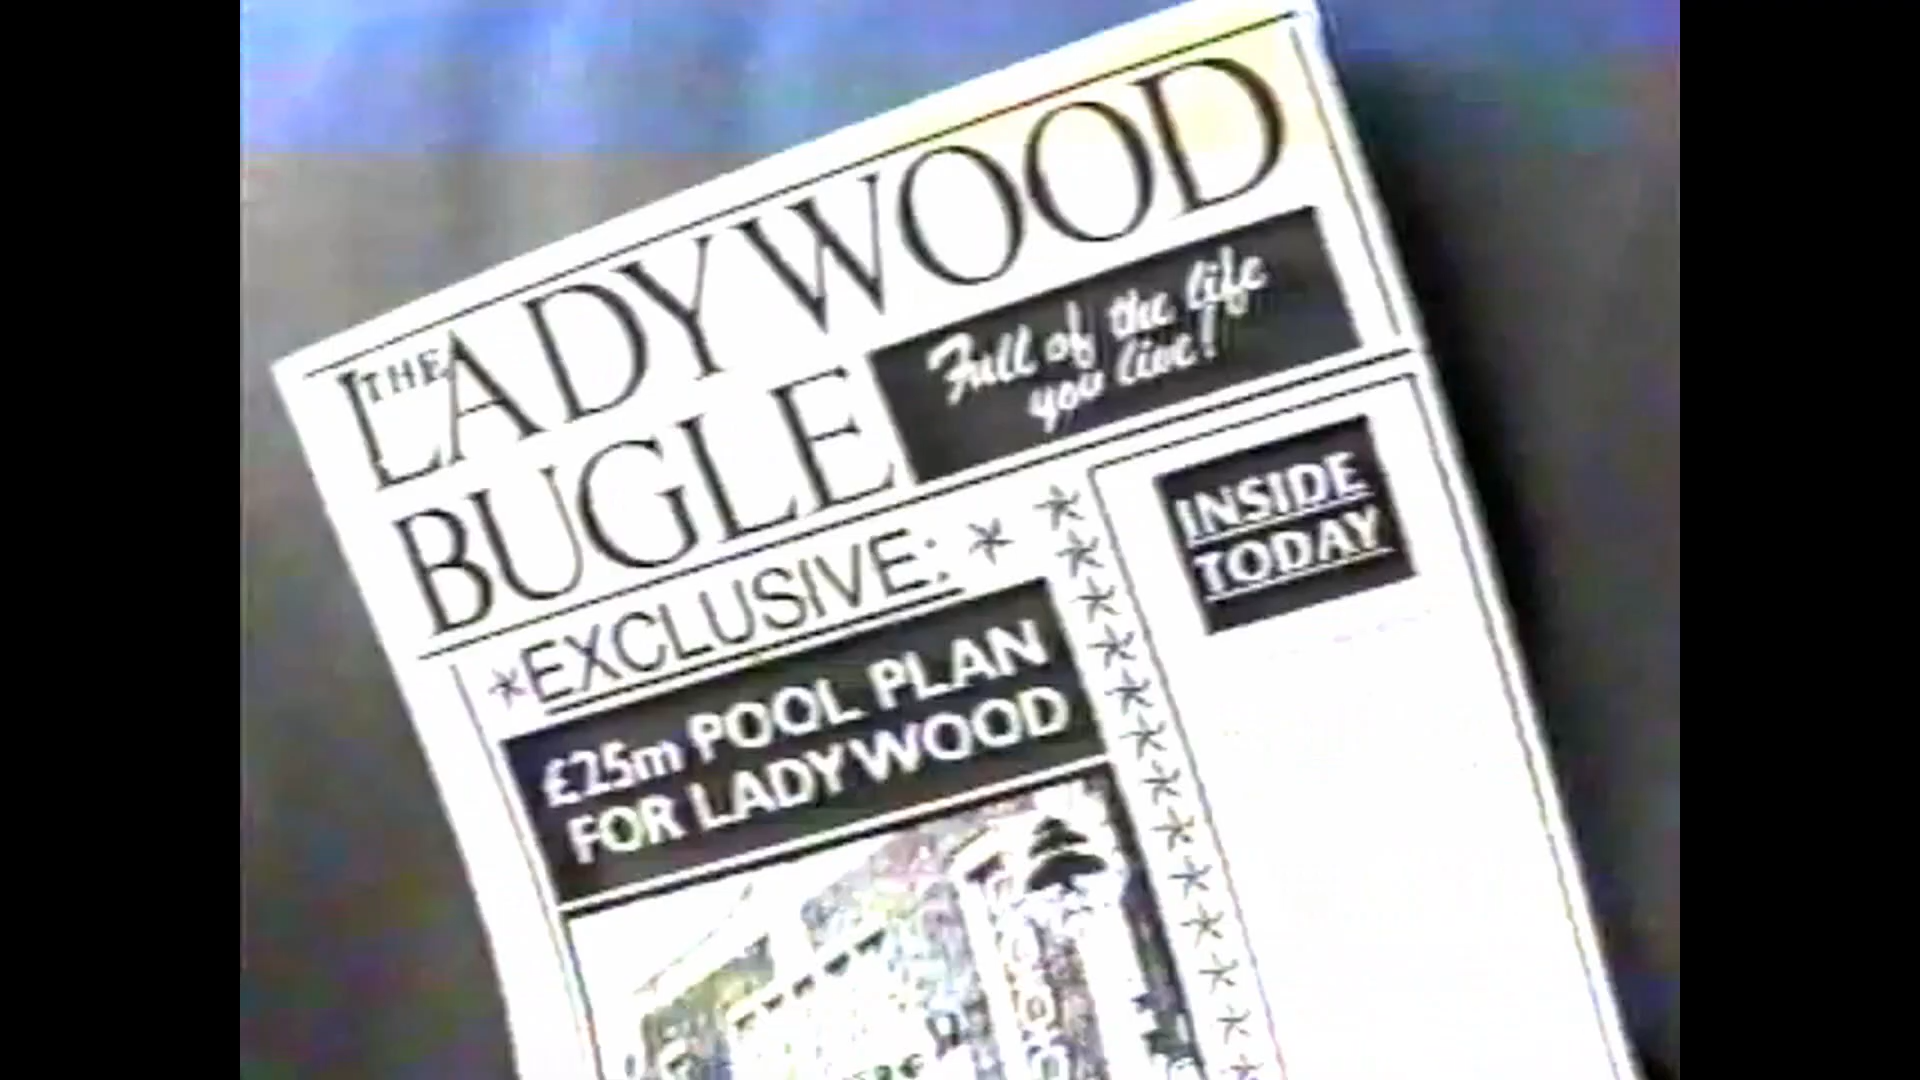 THE
LADYWOOD
BUGLE
Full of the life
you live!
*EXCLUSIVE:*
£25m POOL PLAN
FOR LADYWOOD
INSIDE
TODAY